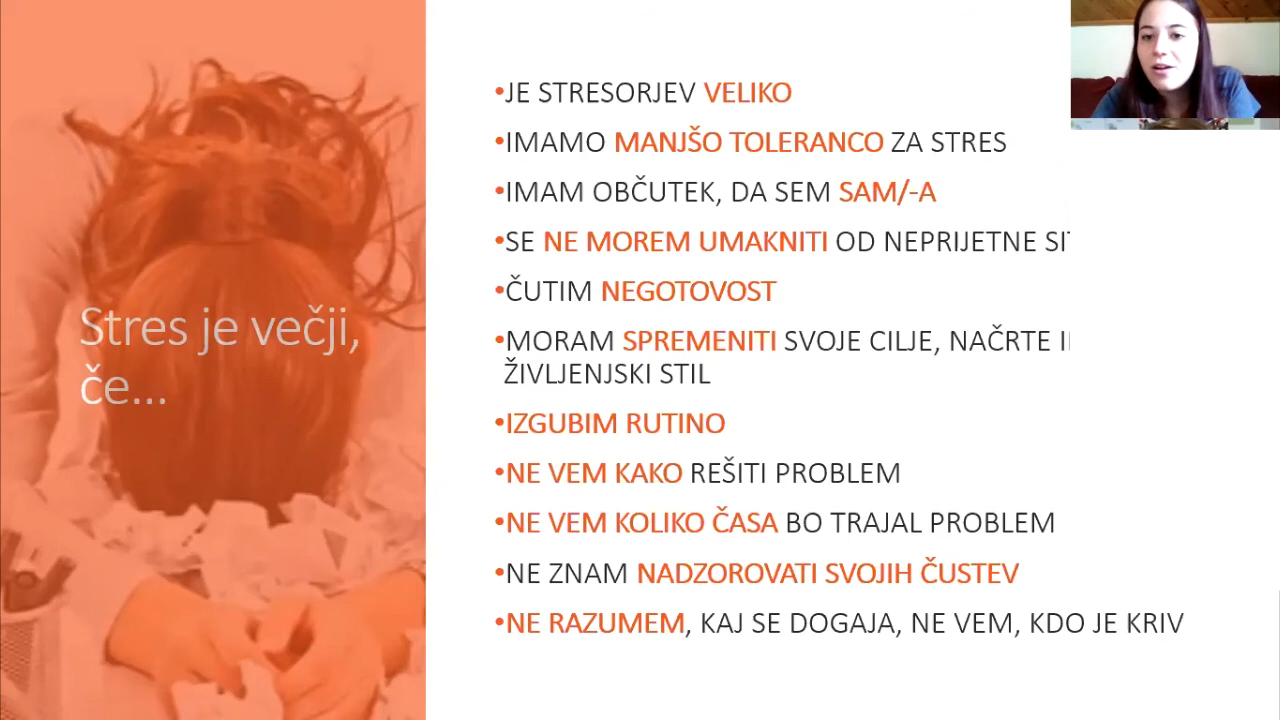 Stres je večji,
če...
•JE STRESORJEV VELIKO
•IMAMO MANJŠO TOLERANCO ZA STRES
•IMAM OBČUTEK, DA SEM SAM/-A
•SE NE MOREM UMAKNITI OD NEPRIJETNE
•ČUTIM NEGOTOVOST
•MORAM SPREMENITI SVOJE CILJE, NAČRTE
ŽIVLJENJSKI STIL
•IZGUBIM RUTINO
•NE VEM KAKO REŠITI PROBLEM
•NE VEM KOLIKO ČASA BO TRAJAL PROBLEM
•NE ZNAM NADZOROVATI SVOJIH ČUSTEV
•NE RAZUMEM, KAJ SE DOGAJA, NE VEM, KDO JE KRIV